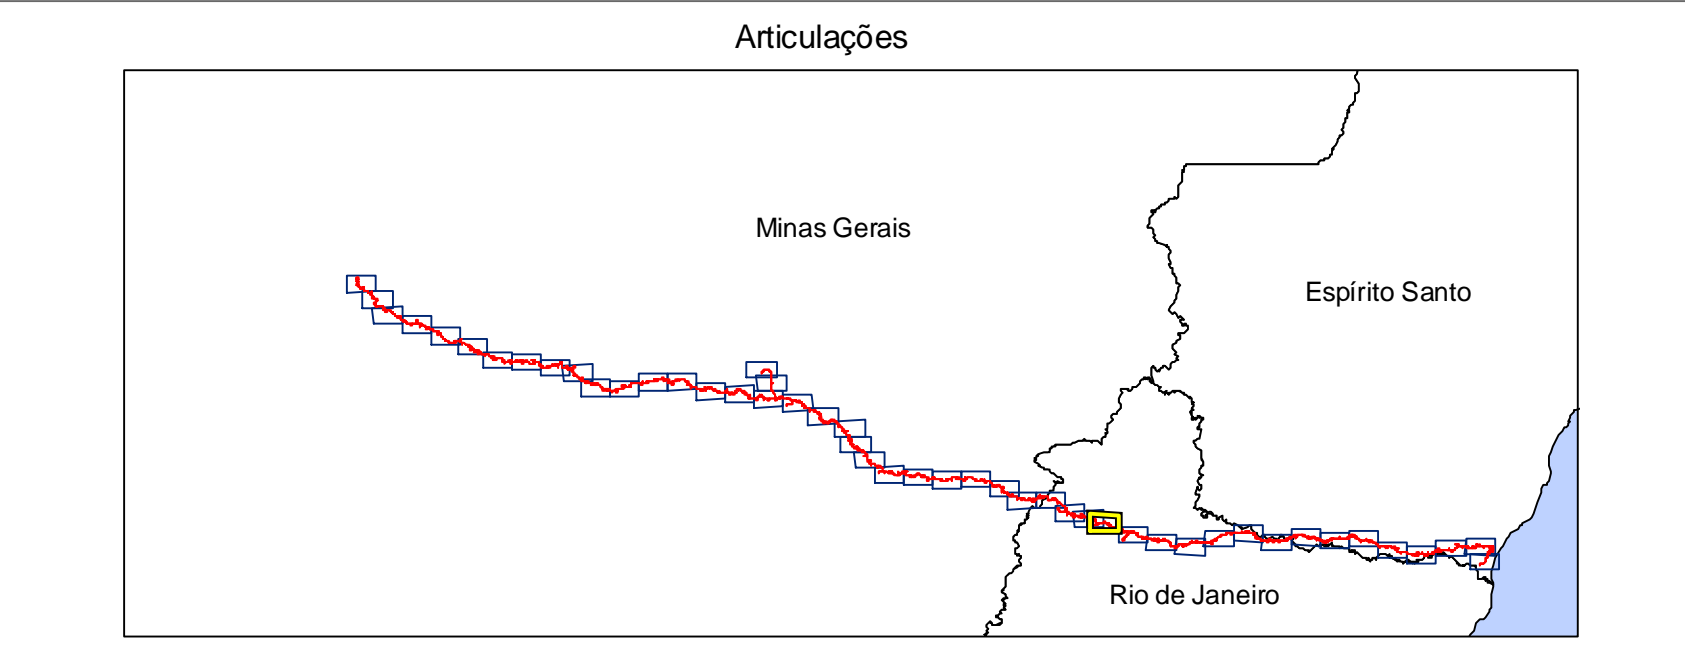 Articulações
Minas Gerais
Espírito Santo
Rio de Janeiro